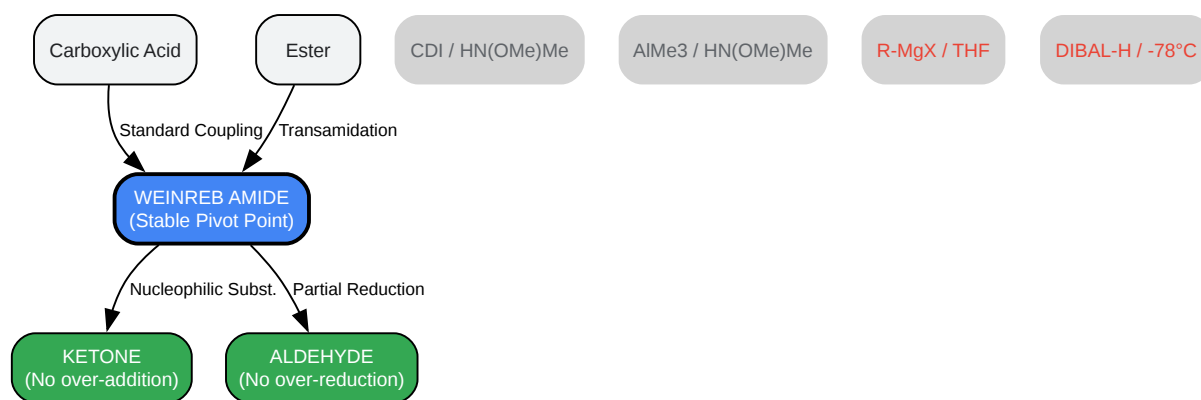 Carboxylic Acid
Ester
CDI / HN(OMe)Me
AlMe3 / HN(OMe)Me
R-MgX / THF
DIBAL-H / -78°C
Standard Coupling
Transamidation
WEINREB AMIDE
(Stable Pivot Point)
Nucleophilic Subst.
Partial Reduction
KETONE
(No over-addition)
ALDEHYDE
(No over-reduction)